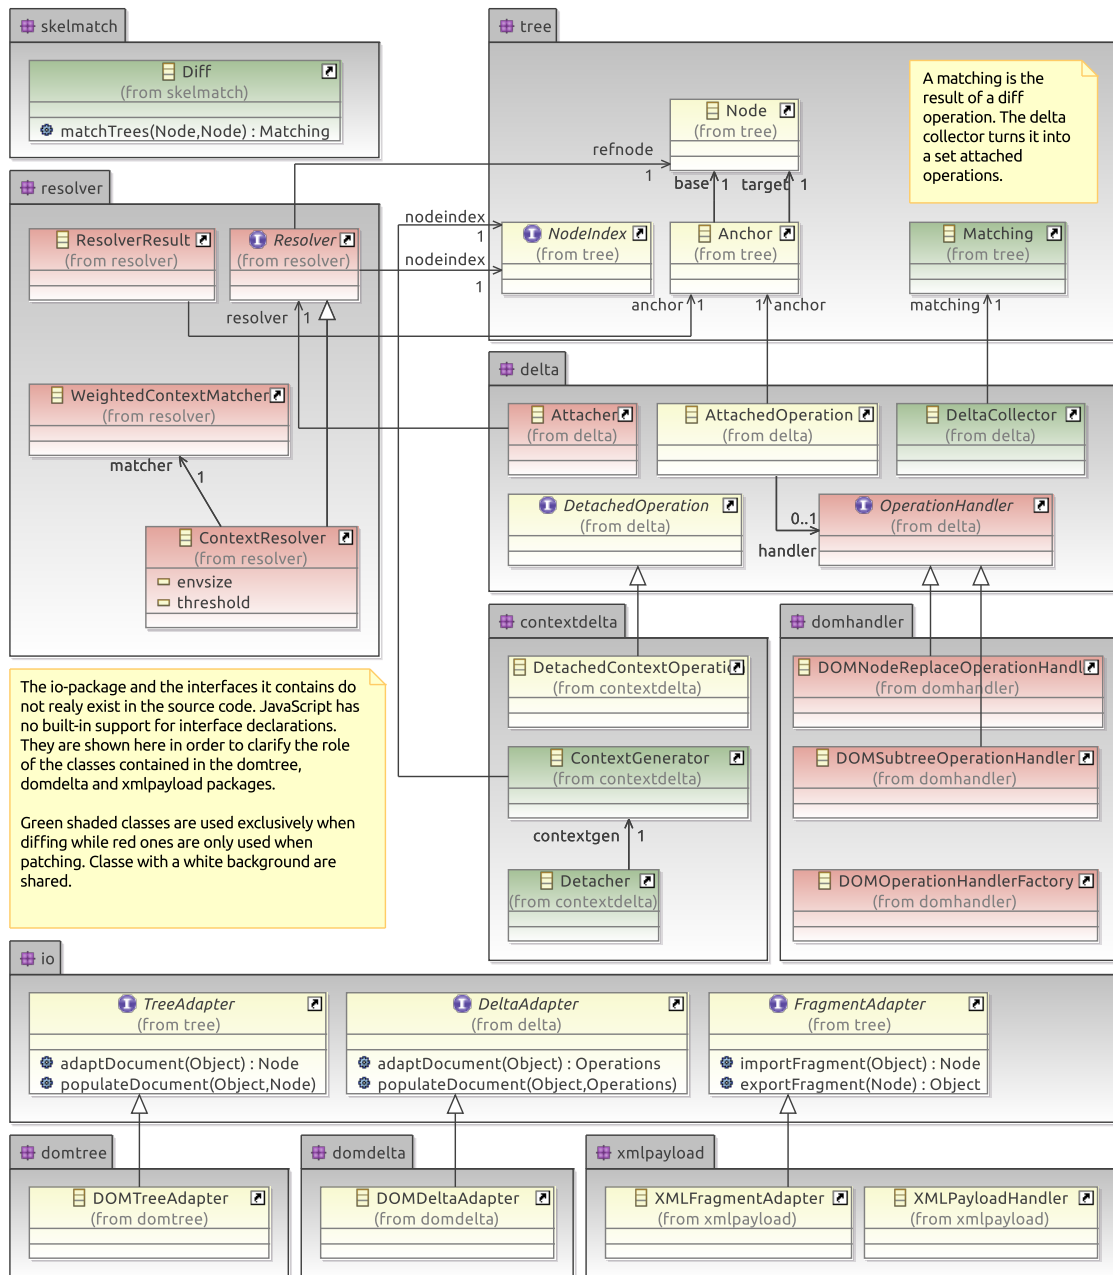 skelmatch
Diff
(from skelmatch)
matchTrees(Node,Node) : Matching
tree
Node
(from tree)
A matching is the
result of a diff
operation. The delta
collector turns it into
a set attached
operations.
refnode
1
base 1
target 1
nodeindex
1
nodeindex
1
NodeIndex
(from tree)
Anchor
(from tree)
Matching
(from tree)
anchor 1
1 anchor
matching 1
resolver
ResolverResult
(from resolver)
Resolver
(from resolver)
resolver 1
WeightedContextMatcher
(from resolver)
matcher
1
ContextResolver
(from resolver)
envsize
threshold
delta
Attacher
(from delta)
AttachedOperation
(from delta)
DeltaCollector
(from delta)
DetachedOperation
(from delta)
0..1
handler
OperationHandler
(from delta)
contextdelta
DetachedContextOperatio
(from contextdelta)
ContextGenerator
(from contextdelta)
contextgen 1
Detacher
(from contextdelta)
domhandler
DOMNodeReplaceOperationHandl
(from domhandler)
DOMSubtreeOperationHandler
(from domhandler)
DOMOperationHandlerFactory
(from domhandler)
The io-package and the interfaces it contains do
not realy exist in the source code. JavaScript has
no built-in support for interface declarations.
They are shown here in order to clarify the role
of the classes contained in the domtree,
domdelta and xmlpayload packages.
Green shaded classes are used exclusively when
diffing while red ones are only used when
patching. Classe with a white background are
shared.
io
TreeAdapter
(from tree)
adaptDocument(Object) : Node
populateDocument(Object,Node)
DeltaAdapter
(from delta)
adaptDocument(Object) : Operations
populateDocument(Object,Operations)
FragmentAdapter
(from tree)
importFragment(Object) : Node
exportFragment(Node) : Object
domtree
DOMTreeAdapter
(from domtree)
domdelta
DOMDeltaAdapter
(from domdelta)
xmlpayload
XMLFragmentAdapter
(from xmlpayload)
XMLPayloadHandler
(from xmlpayload)